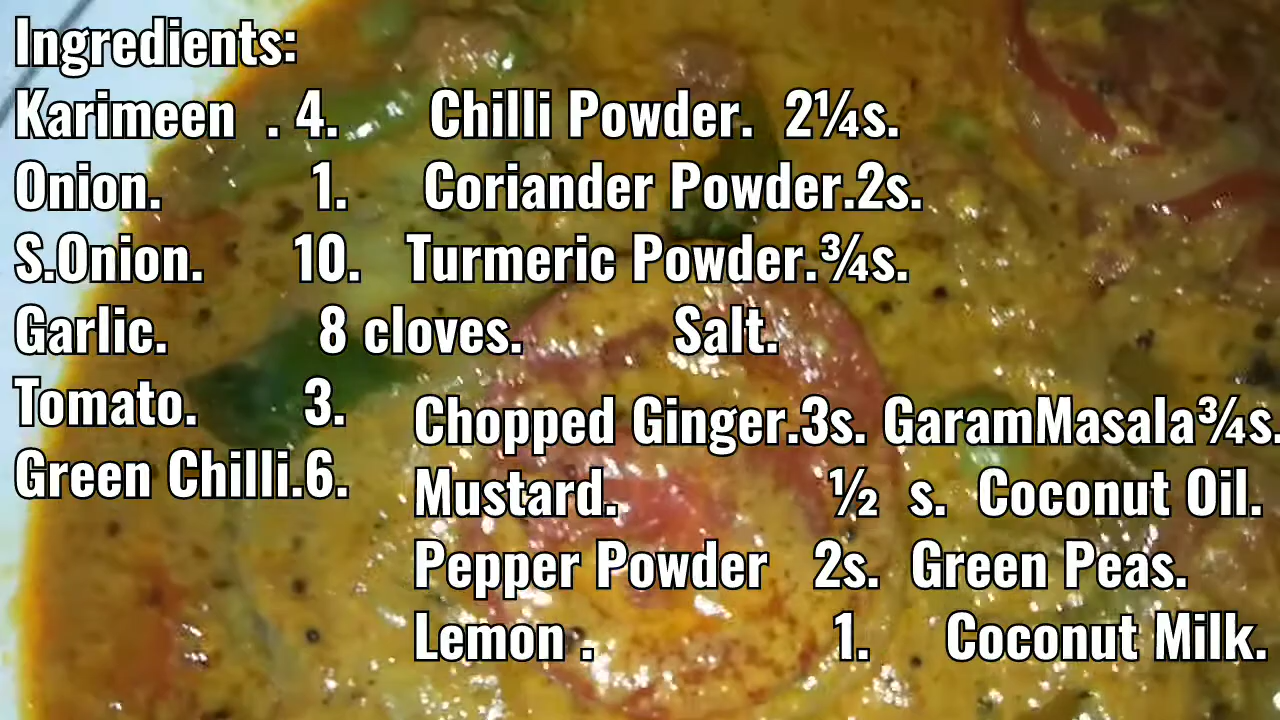 Ingredients:
Karimeen . 4. Chilli Powder. 2¼s.
Onion. 1. Coriander Powder.2s.
S.Onion. 10. Turmeric Powder.¾s.
Garlic. 8 cloves. Salt.
Tomato. 3.
Chopped Ginger.3s. GaramMasala¾s.
Green Chilli.6.
Mustard. ½ s. Coconut Oil.
Pepper Powder 2s. Green Peas.
Lemon . 1. Coconut Milk.